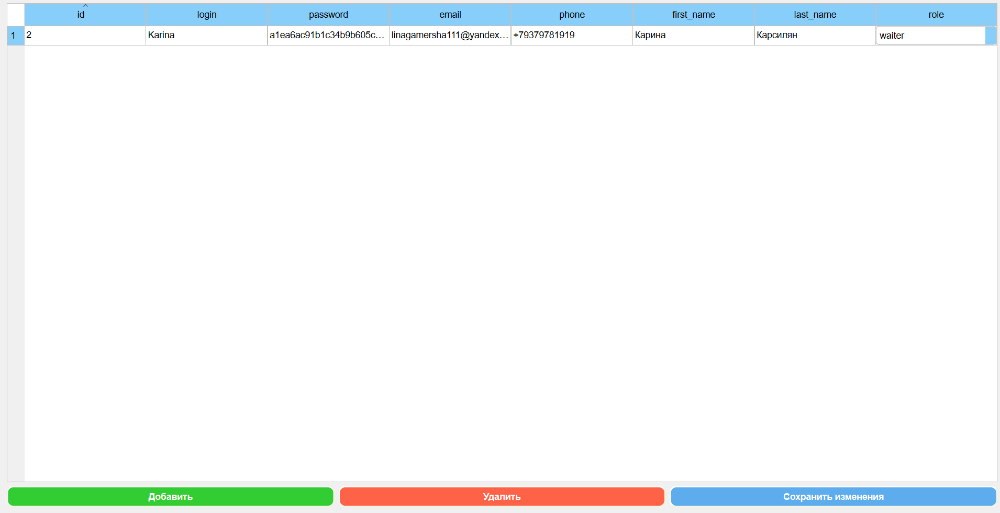 id login password email phone first_name last_name role
1 2 Karina a1ea6ac91b1c34b9b605c... linagamersha111@yandex... +79379781919 Карина Карсилян waiter
Добавить Удалить Сохранить изменения